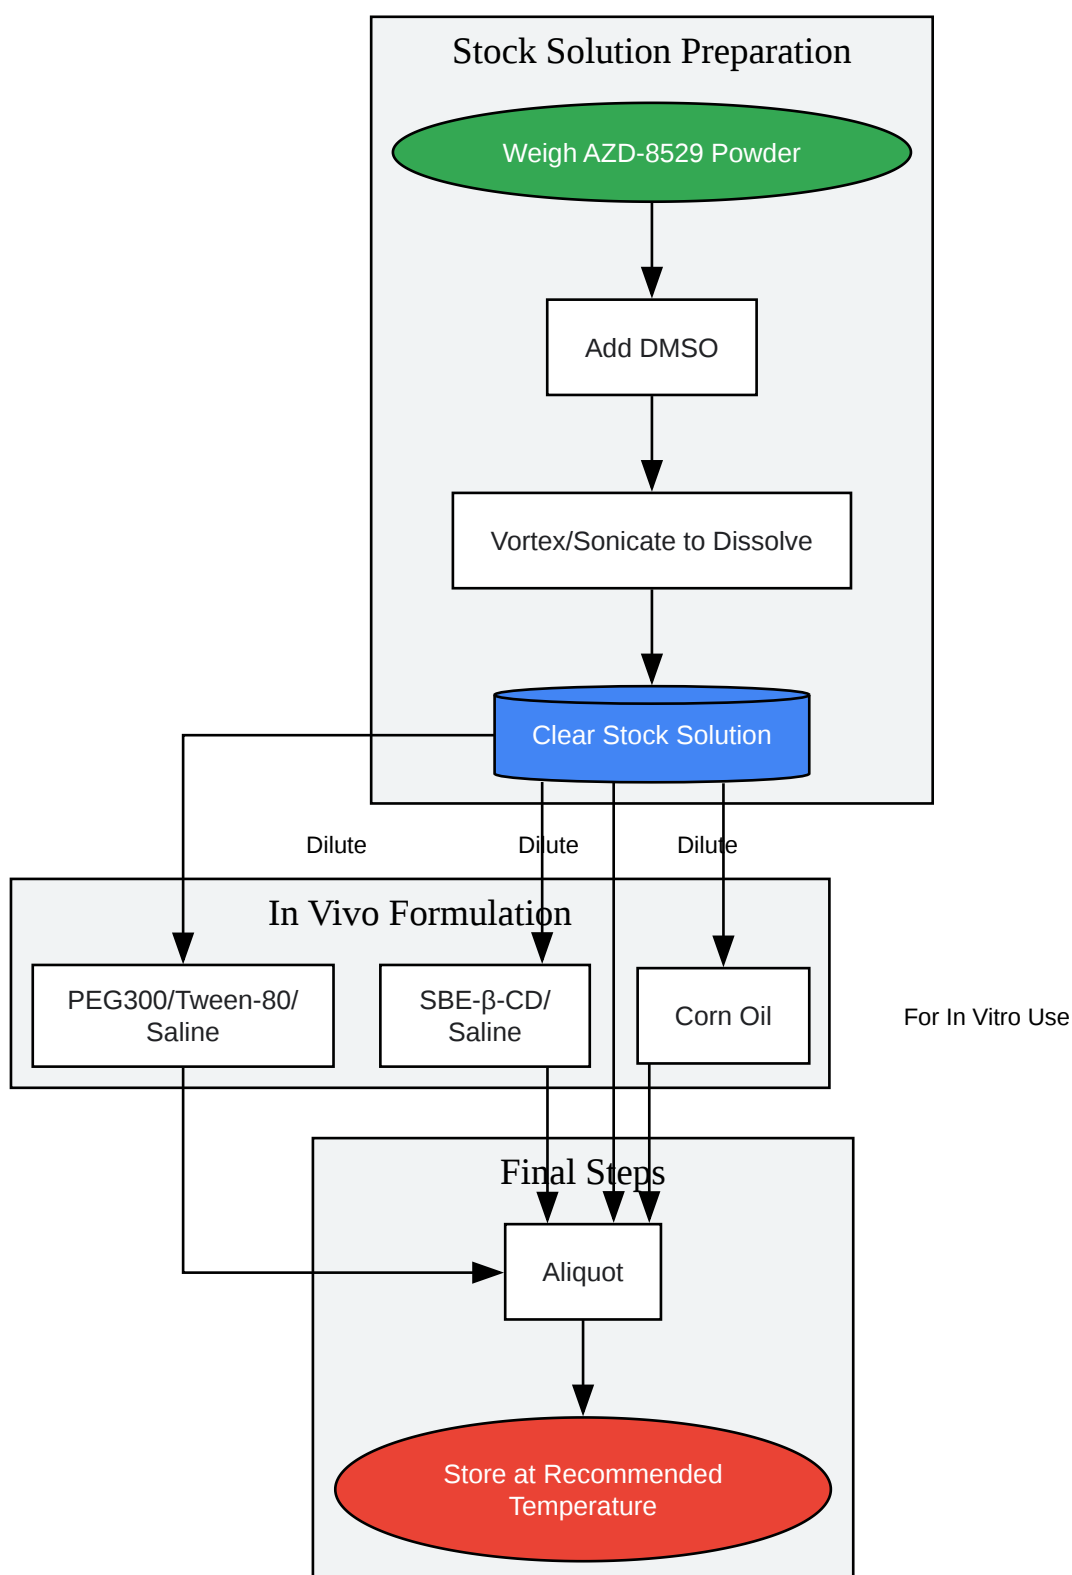 Stock Solution Preparation
Weigh AZD-8529 Powder
Add DMSO
Vortex/Sonicate to Dissolve
Clear Stock Solution
Dilute
Dilute
Dilute
In Vivo Formulation
PEG300/Tween-80/
Saline
SBE-β-CD/
Saline
Corn Oil
For In Vitro Use
Final Steps
Aliquot
Store at Recommended
Temperature